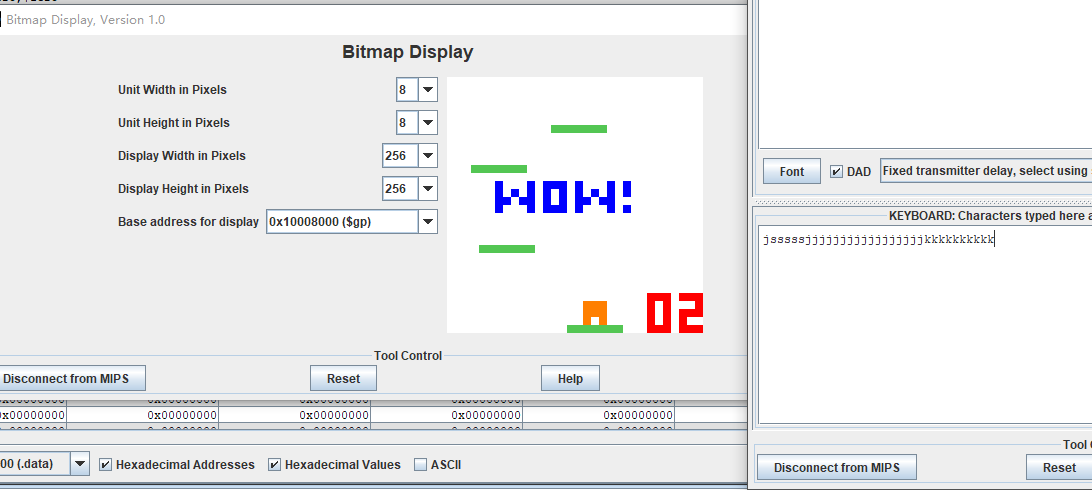 Bitmap Display, Version 1.0
Bitmap Display
Unit Width in Pixels 8
Unit Height in Pixels 8
Display Width in Pixels 256
Display Height in Pixels 256
Base address for display 0x10008000 ($gp)
WOW!
02
Tool Control
Disconnect from MIPS Reset Help
x00000000 0x00000000 0x00000000 0x00000000 0x00000000
00 (.data) Hexadecimal Addresses Hexadecimal Values ASCII
Font DAD Fixed transmitter delay, select using
KEYBOARD: Characters typed here a
jsssssjjjjjjjjjjjjjjjjjkkkkkkkkkk
Tool
Disconnect from MIPS Reset